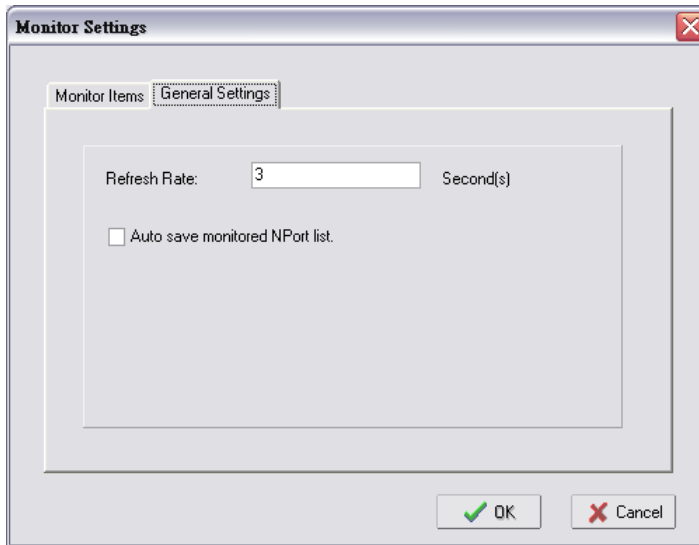 Monitor Settings
Monitor Items General Settings
Refresh Rate: 3 Second(s)
Auto save monitored NPort list.
OK Cancel